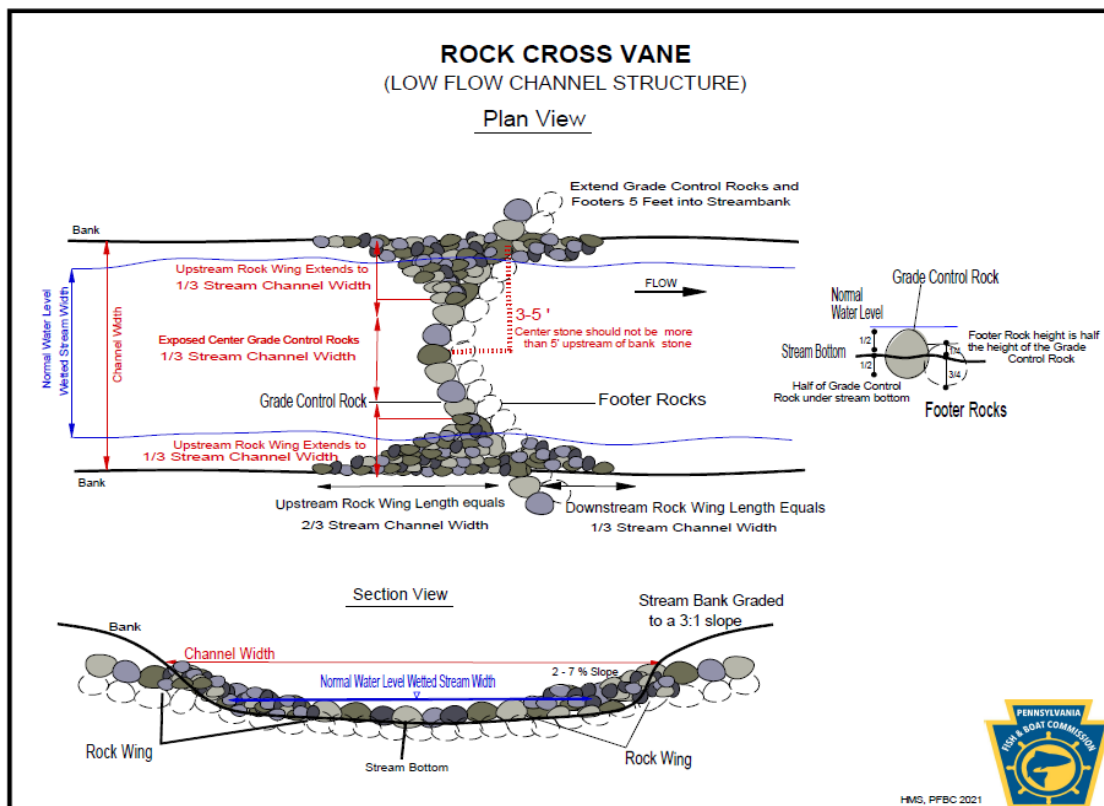 ROCK CROSS VANE
(LOW FLOW CHANNEL STRUCTURE)
Plan View
Extend Grade Control Rocks and
Footers 5 Feet into Streambank
Bank
Upstream Rock Wing Extends to
1/3 Stream Channel Width
FLOW
3-5 '
Center stone should not be more
than 5' upstream of bank stone
Normal Water Level
Wetted Stream Width
Channel Width
Exposed Center Grade Control Rocks
1/3 Stream Channel Width
Grade Control Rock
Footer Rocks
Upstream Rock Wing Extends to
1/3 Stream Channel Width
Bank
Upstream Rock Wing Length equals
2/3 Stream Channel Width
Downstream Rock Wing Length Equals
1/3 Stream Channel Width
Grade Control Rock
Normal
Water Level
1/2
1/4
Footer Rock height is half
the height of the Grade
Control Rock
Stream Bottom
1/2
3/4
Half of Grade Control
Rock under stream bottom
Footer Rocks
Section View
Stream Bank Graded
to a 3:1 slope
Bank
Channel Width
2 - 7 % Slope
Normal Water Level Wetted Stream Width
Rock Wing
Stream Bottom
Rock Wing
PENNSYLVANIA
FISH & BOAT COMMISSION
HMS, PFBC 2021